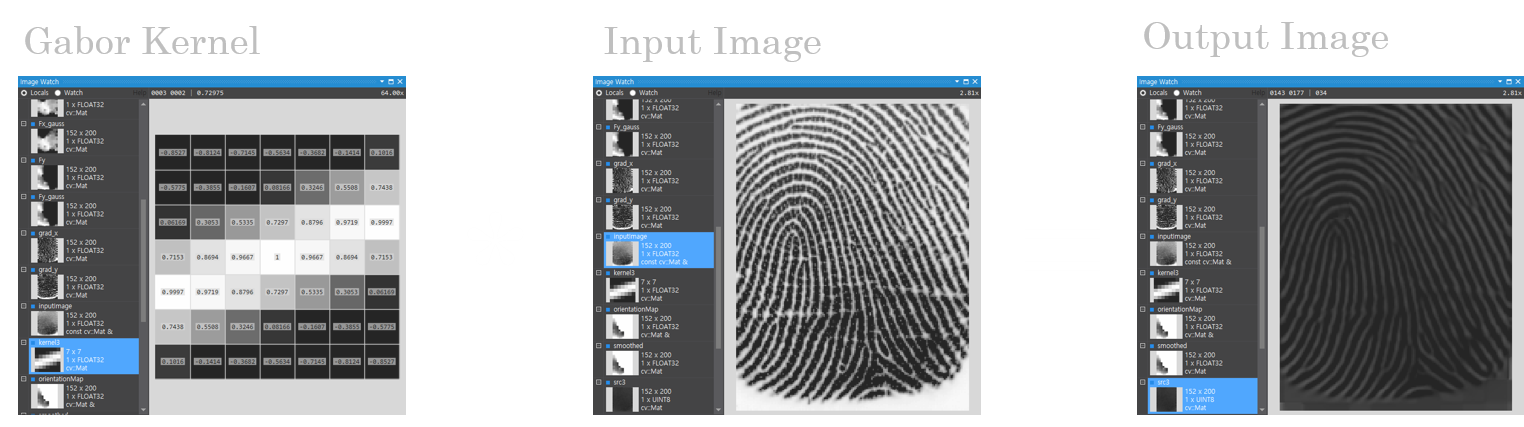 Gabor Kernel
Input Image
Output Image
Image Watch
Locals Watch Help 0003 0002 | 0.72975 64.00x
1 x FLOAT32
cv::Mat
Fx_gauss
152 x 200
1 x FLOAT32
cv::Mat
Fy
152 x 200
1 x FLOAT32
cv::Mat
Fy_gauss
152 x 200
1 x FLOAT32
cv::Mat
grad_x
152 x 200
1 x FLOAT32
cv::Mat
grad_y
152 x 200
1 x FLOAT32
cv::Mat
inputImage
152 x 200
1 x FLOAT32
const cv::Mat &
kernel3
7 x 7
1 x FLOAT32
cv::Mat
orientationMap
152 x 200
1 x FLOAT32
cv::Mat &
-0.8527 -0.8124 -0.7145 -0.5634 -0.3682 -0.1414 0.1016
-0.5775 -0.3855 -0.1607 0.08166 0.3246 0.5508 0.7438
0.06169 0.3053 0.5335 0.7297 0.8796 0.9719 0.9997
0.7153 0.8694 0.9667 1 0.9667 0.8694 0.7153
0.9997 0.9719 0.8796 0.7297 0.5335 0.3053 0.06169
0.7438 0.5508 0.3246 0.08166 -0.1607 -0.3855 -0.5775
0.1016 -0.1414 -0.3682 -0.5634 -0.7145 -0.8124 -0.8527
Image Watch
Locals Watch Help 2.81x
152 x 200
1 x FLOAT32
cv::Mat
Fy_gauss
152 x 200
1 x FLOAT32
cv::Mat
grad_x
152 x 200
1 x FLOAT32
cv::Mat
grad_y
152 x 200
1 x FLOAT32
cv::Mat
inputImage
152 x 200
1 x FLOAT32
const cv::Mat &
kernel3
7 x 7
1 x FLOAT32
cv::Mat
orientationMap
152 x 200
1 x FLOAT32
cv::Mat &
smoothed
152 x 200
1 x FLOAT32
cv::Mat
src3
152 x 200
1 x UINT8
cv::Mat
Image Watch
Locals Watch Help 0143 0177 | 034 2.81x
152 x 200
1 x FLOAT32
cv::Mat
Fy_gauss
152 x 200
1 x FLOAT32
cv::Mat
grad_x
152 x 200
1 x FLOAT32
cv::Mat
grad_y
152 x 200
1 x FLOAT32
cv::Mat
inputImage
152 x 200
1 x FLOAT32
const cv::Mat &
kernel3
7 x 7
1 x FLOAT32
cv::Mat
orientationMap
152 x 200
1 x FLOAT32
cv::Mat &
smoothed
152 x 200
1 x FLOAT32
cv::Mat
src3
152 x 200
1 x UINT8
cv::Mat